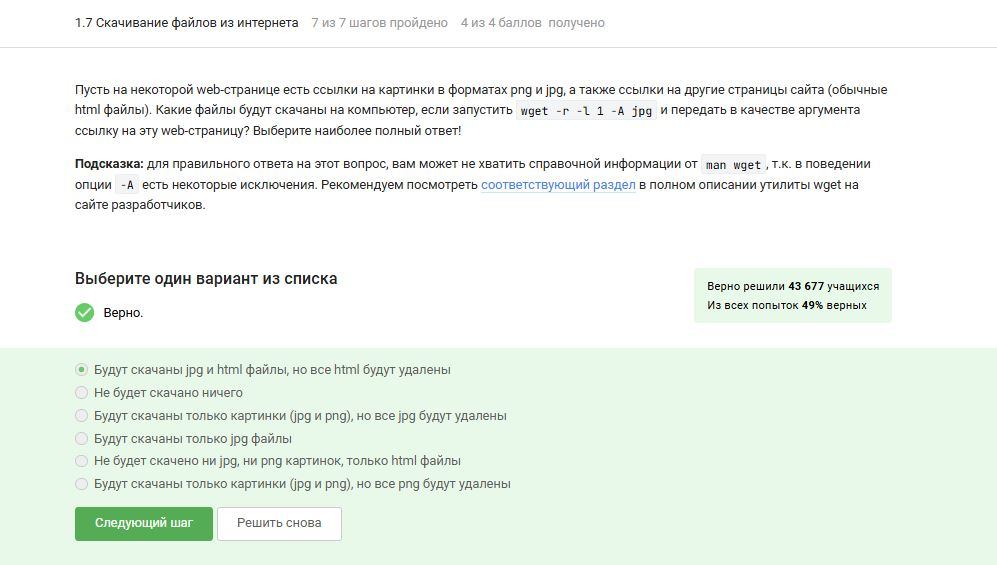 1.7 Скачивание файлов из интернета 7 из 7 шагов пройдено 4 из 4 баллов получено
Пусть на некоторой web-странице есть ссылки на картинки в форматах png и jpg, а также ссылки на другие страницы сайта (обычные
html файлы). Какие файлы будут скачаны на компьютер, если запустить wget -r -l 1 -A jpg и передать в качестве аргумента
ссылку на эту web-страницу? Выберите наиболее полный ответ!
Подсказка: для правильного ответа на этот вопрос, вам может не хватить справочной информации от man wget, т.к. в поведении
опции -A есть некоторые исключения. Рекомендуем посмотреть соответствующий раздел в полном описании утилиты wget на
сайте разработчиков.
Выберите один вариант из списка
Верно.
Верно решили 43 677 учащихся
Из всех попыток 49% верных
Будут скачаны jpg и html файлы, но все html будут удалены
Не будет скачано ничего
Будут скачаны только картинки (jpg и png), но все jpg будут удалены
Будут скачаны только jpg файлы
Не будет скачено ни jpg, ни png картинок, только html файлы
Будут скачаны только картинки (jpg и png), но все png будут удалены
Следующий шаг Решить снова